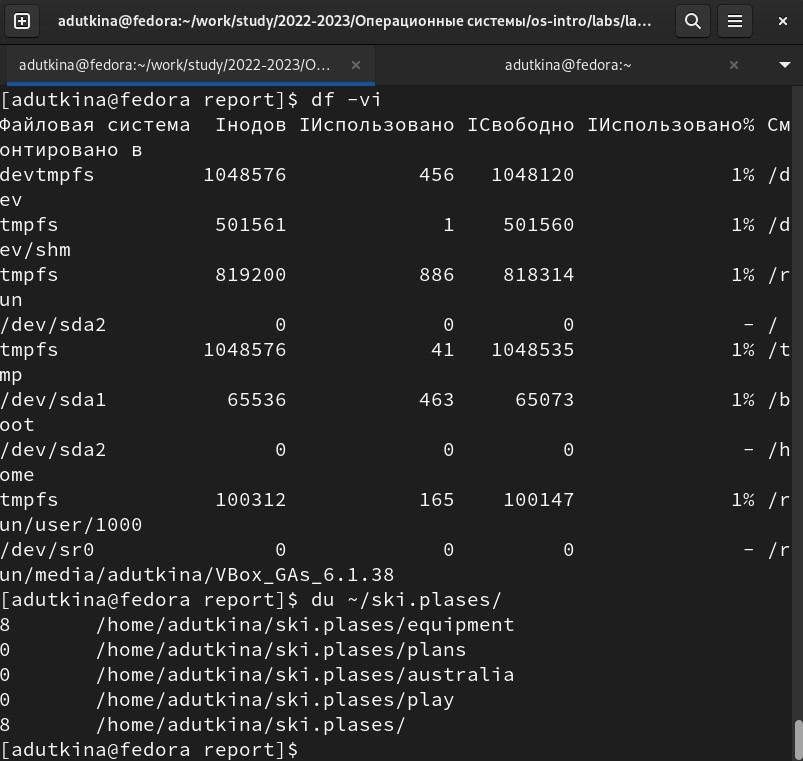 adutkina@fedora:~/work/study/2022-2023/Операционные системы/os-intro/labs/la...
adutkina@fedora:~/work/study/2022-2023/О... × adutkina@fedora:~ ×
[adutkina@fedora report]$ df -vi
Файловая система  Iнодов IИспользовано IСвободно IИспользовано% См
онтировано в
devtmpfs         1048576           456   1048120             1% /d
ev
tmpfs             501561             1    501560             1% /d
ev/shm
tmpfs             819200           886    818314             1% /r
un
/dev/sda2              0             0         0              - /
tmpfs            1048576            41   1048535             1% /t
mp
/dev/sda1          65536           463     65073             1% /b
oot
/dev/sda2              0             0         0              - /h
ome
tmpfs             100312           165    100147             1% /r
un/user/1000
/dev/sr0               0             0         0              - /r
un/media/adutkina/VBox_GAs_6.1.38
[adutkina@fedora report]$ du ~/ski.plases/
8       /home/adutkina/ski.plases/equipment
0       /home/adutkina/ski.plases/plans
0       /home/adutkina/ski.plases/australia
0       /home/adutkina/ski.plases/play
8       /home/adutkina/ski.plases/
[adutkina@fedora report]$